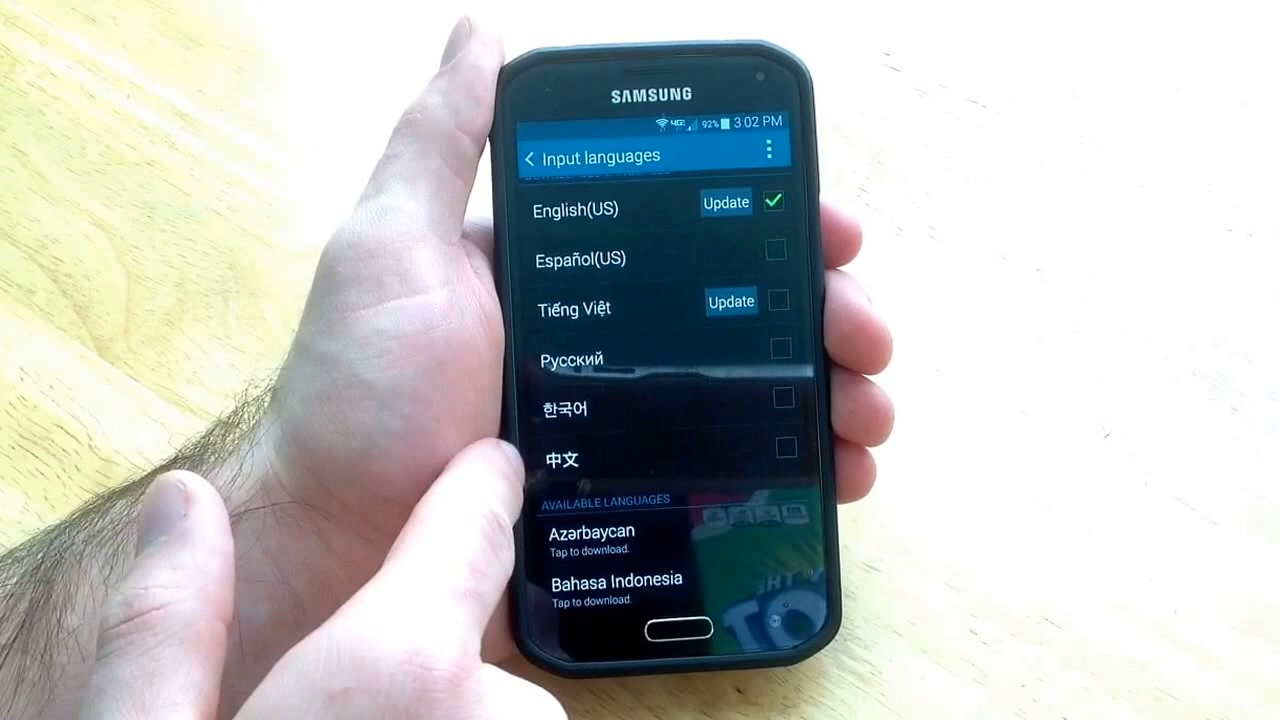 SAMSUNG
4G 92% 3:02 PM
Input languages
English(US) Update
Español(US)
Tiếng Việt Update
Русский
한국어
中文
AVAILABLE LANGUAGES
Azərbaycan
Tap to download.
Bahasa Indonesia
Tap to download.